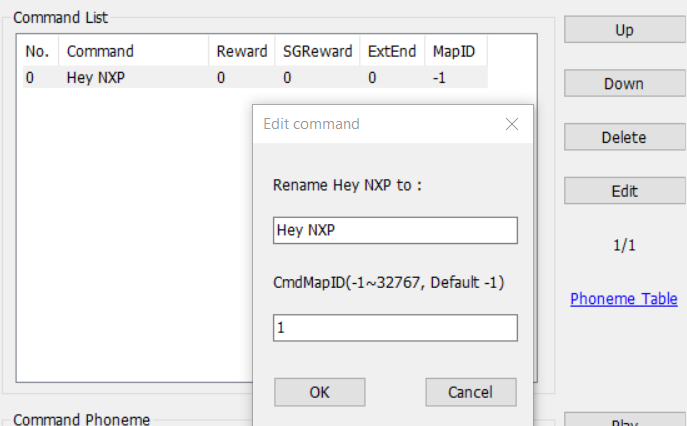 Command List
No. Command Reward SGReward ExtEnd MapID
0 Hey NXP 0 0 0 -1
Up
Down
Delete
Edit
1/1
Phoneme Table
Edit command
Rename Hey NXP to :
Hey NXP
CmdMapID(-1~32767, Default -1)
1
OK Cancel
Command Phoneme
Play